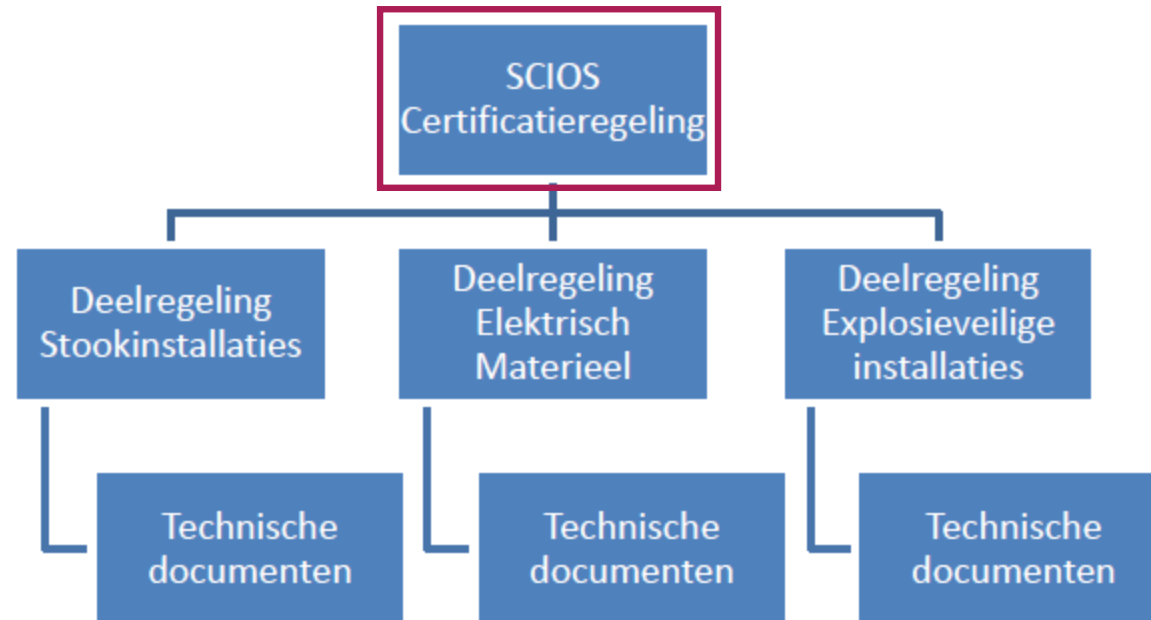 SCIOS
Certificatieregeling
Deelregeling
Stookinstallaties
Deelregeling
Elektrisch
Materieel
Deelregeling
Explosieveilige
installaties
Technische
documenten
Technische
documenten
Technische
documenten